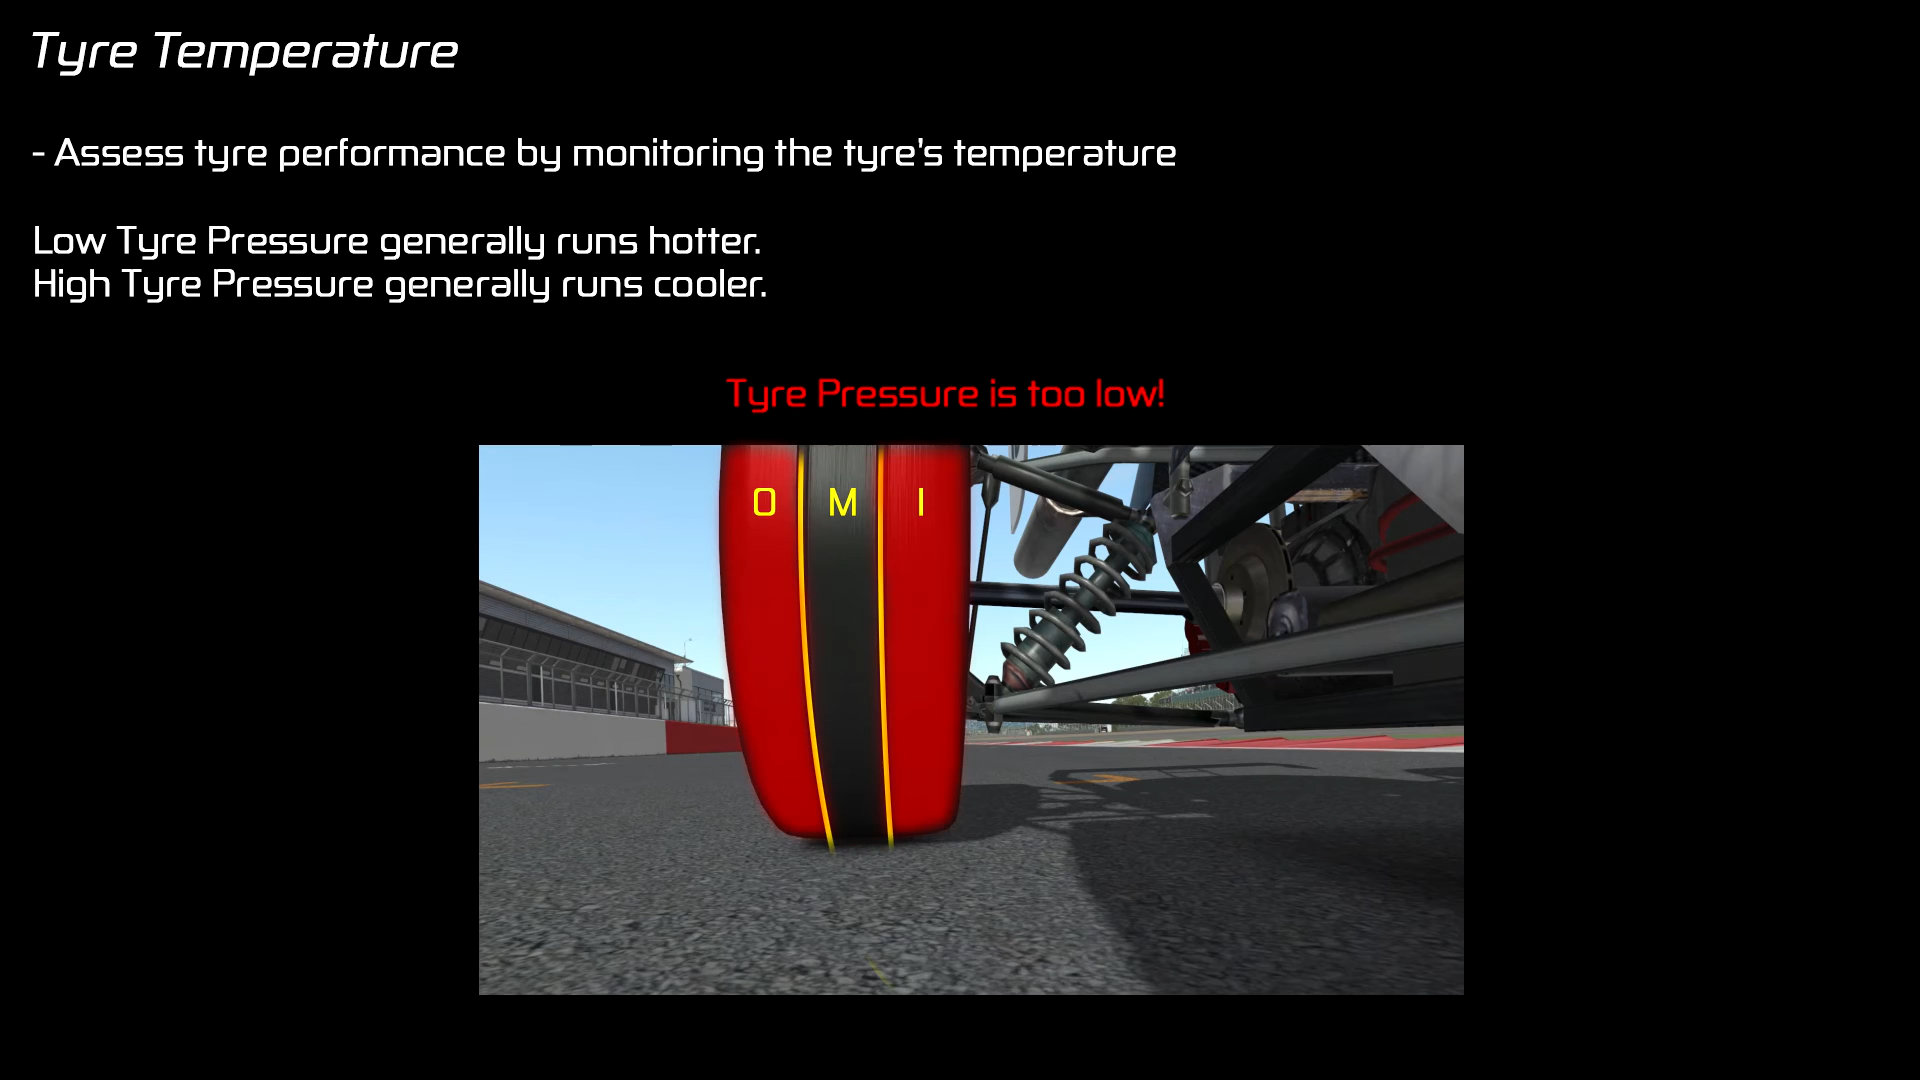 Tyre Temperature
- Assess tyre performance by monitoring the tyre's temperature
Low Tyre Pressure generally runs hotter.
High Tyre Pressure generally runs cooler.
Tyre Pressure is too low!
O M I